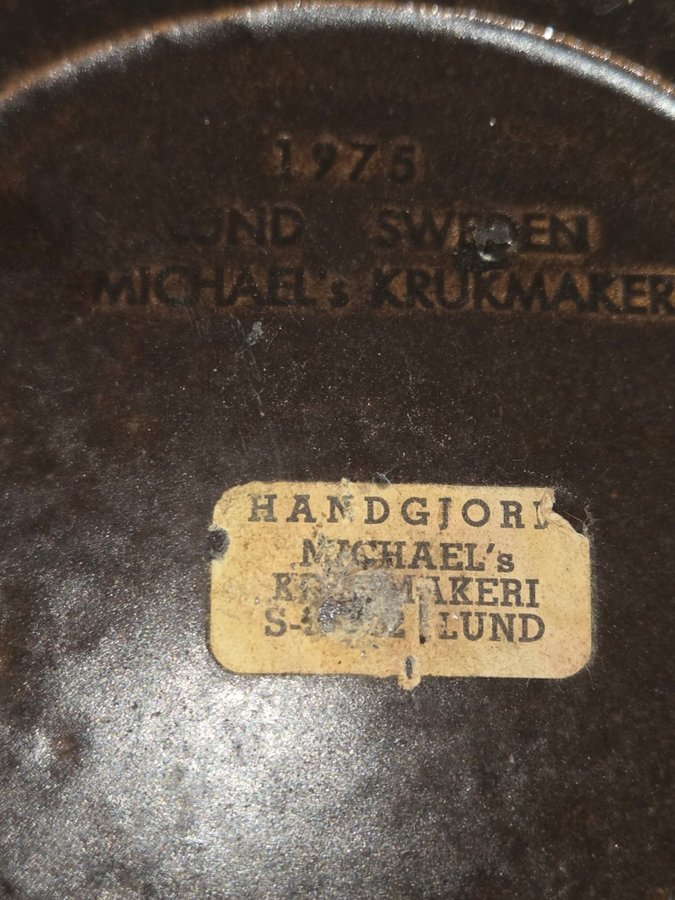 1975
LUND SWEDEN
MICHAEL's KRUKMAKER
HANDGJORD
MICHAEL's
KRUKMAKERI
LUND